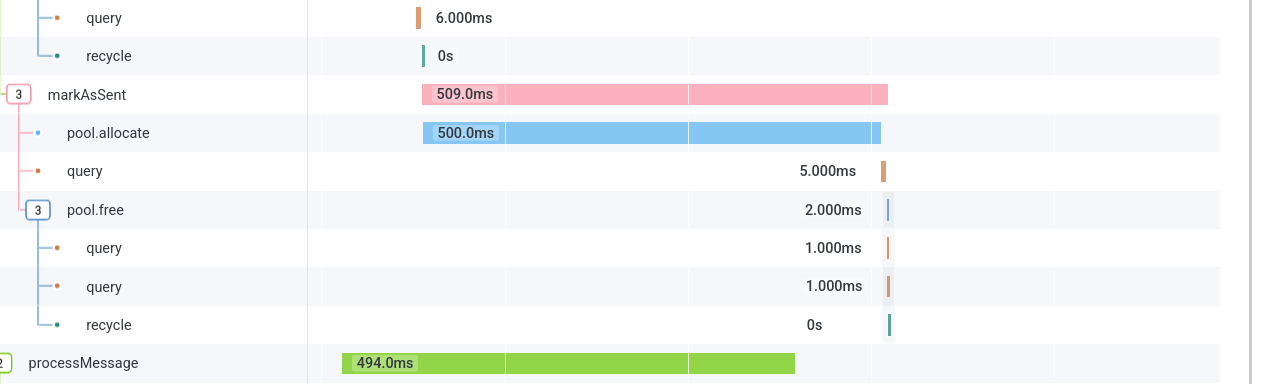 query 6.000ms
recycle 0s
3 markAsSent 509.0ms
pool.allocate 500.0ms
query 5.000ms
3 pool.free 2.000ms
query 1.000ms
query 1.000ms
recycle 0s
2 processMessage 494.0ms